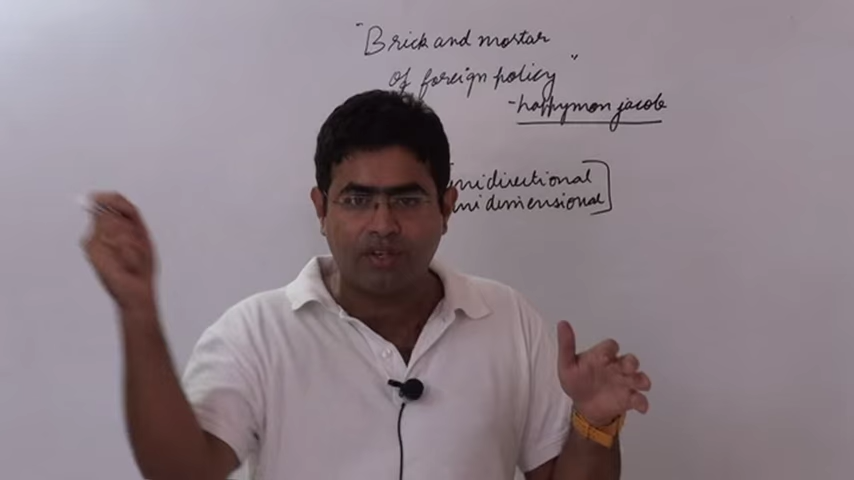 "Brick and mortar
of foreign policy"
- happymon jacob
unidirectional
unidimensional